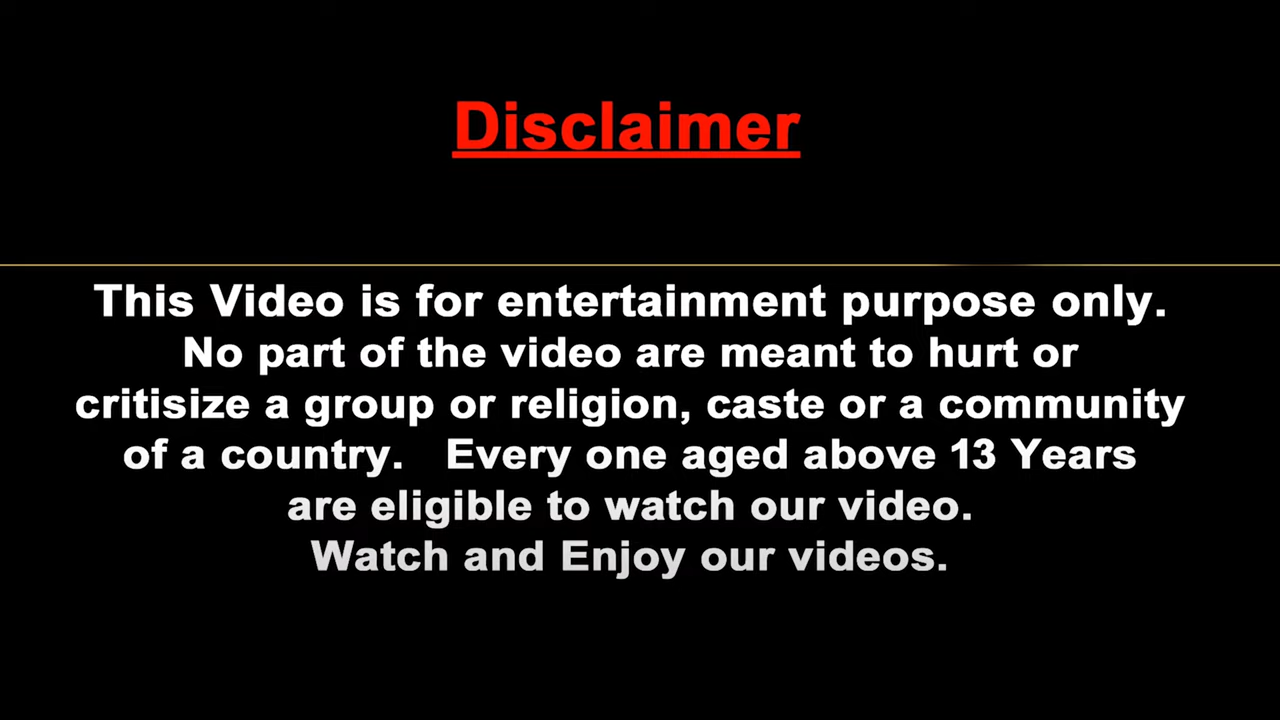 Disclaimer
This Video is for entertainment purpose only.
No part of the video are meant to hurt or
critisize a group or religion, caste or a community
of a country. Every one aged above 13 Years
are eligible to watch our video.
Watch and Enjoy our videos.